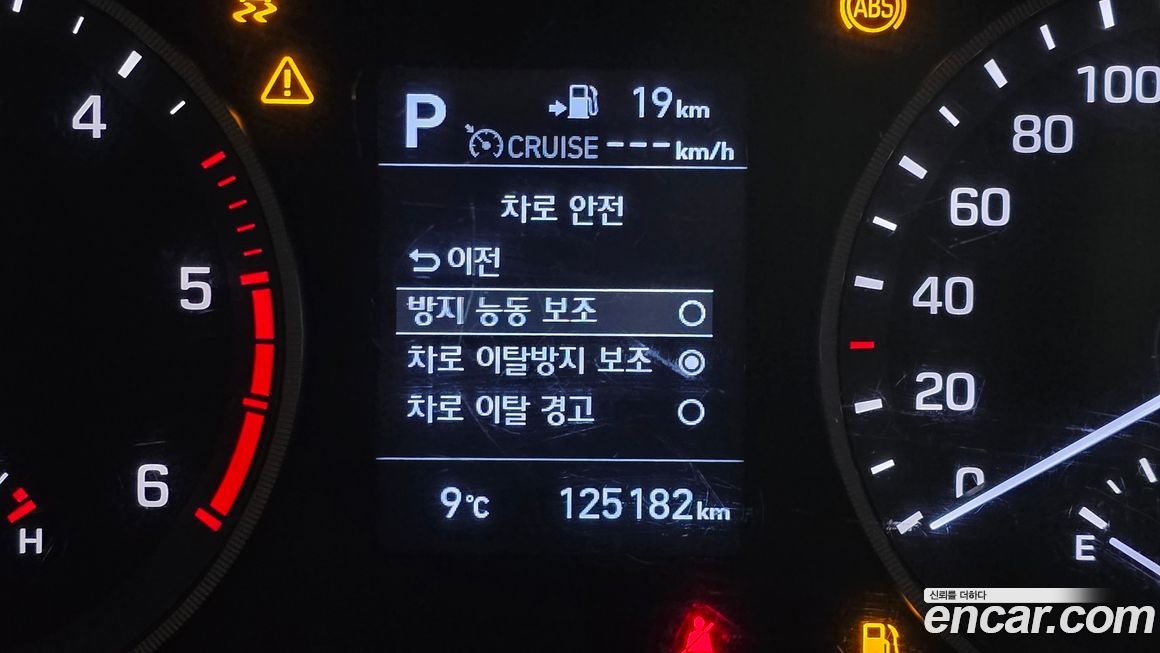 ABS
4
5
6
H
P 19km
CRUISE ---km/h
차로 안전
이전
방지 능동 보조
차로 이탈방지 보조
차로 이탈 경고
9℃ 125182km
100
80
60
40
20
0
E
신뢰를 더하다
encar.com